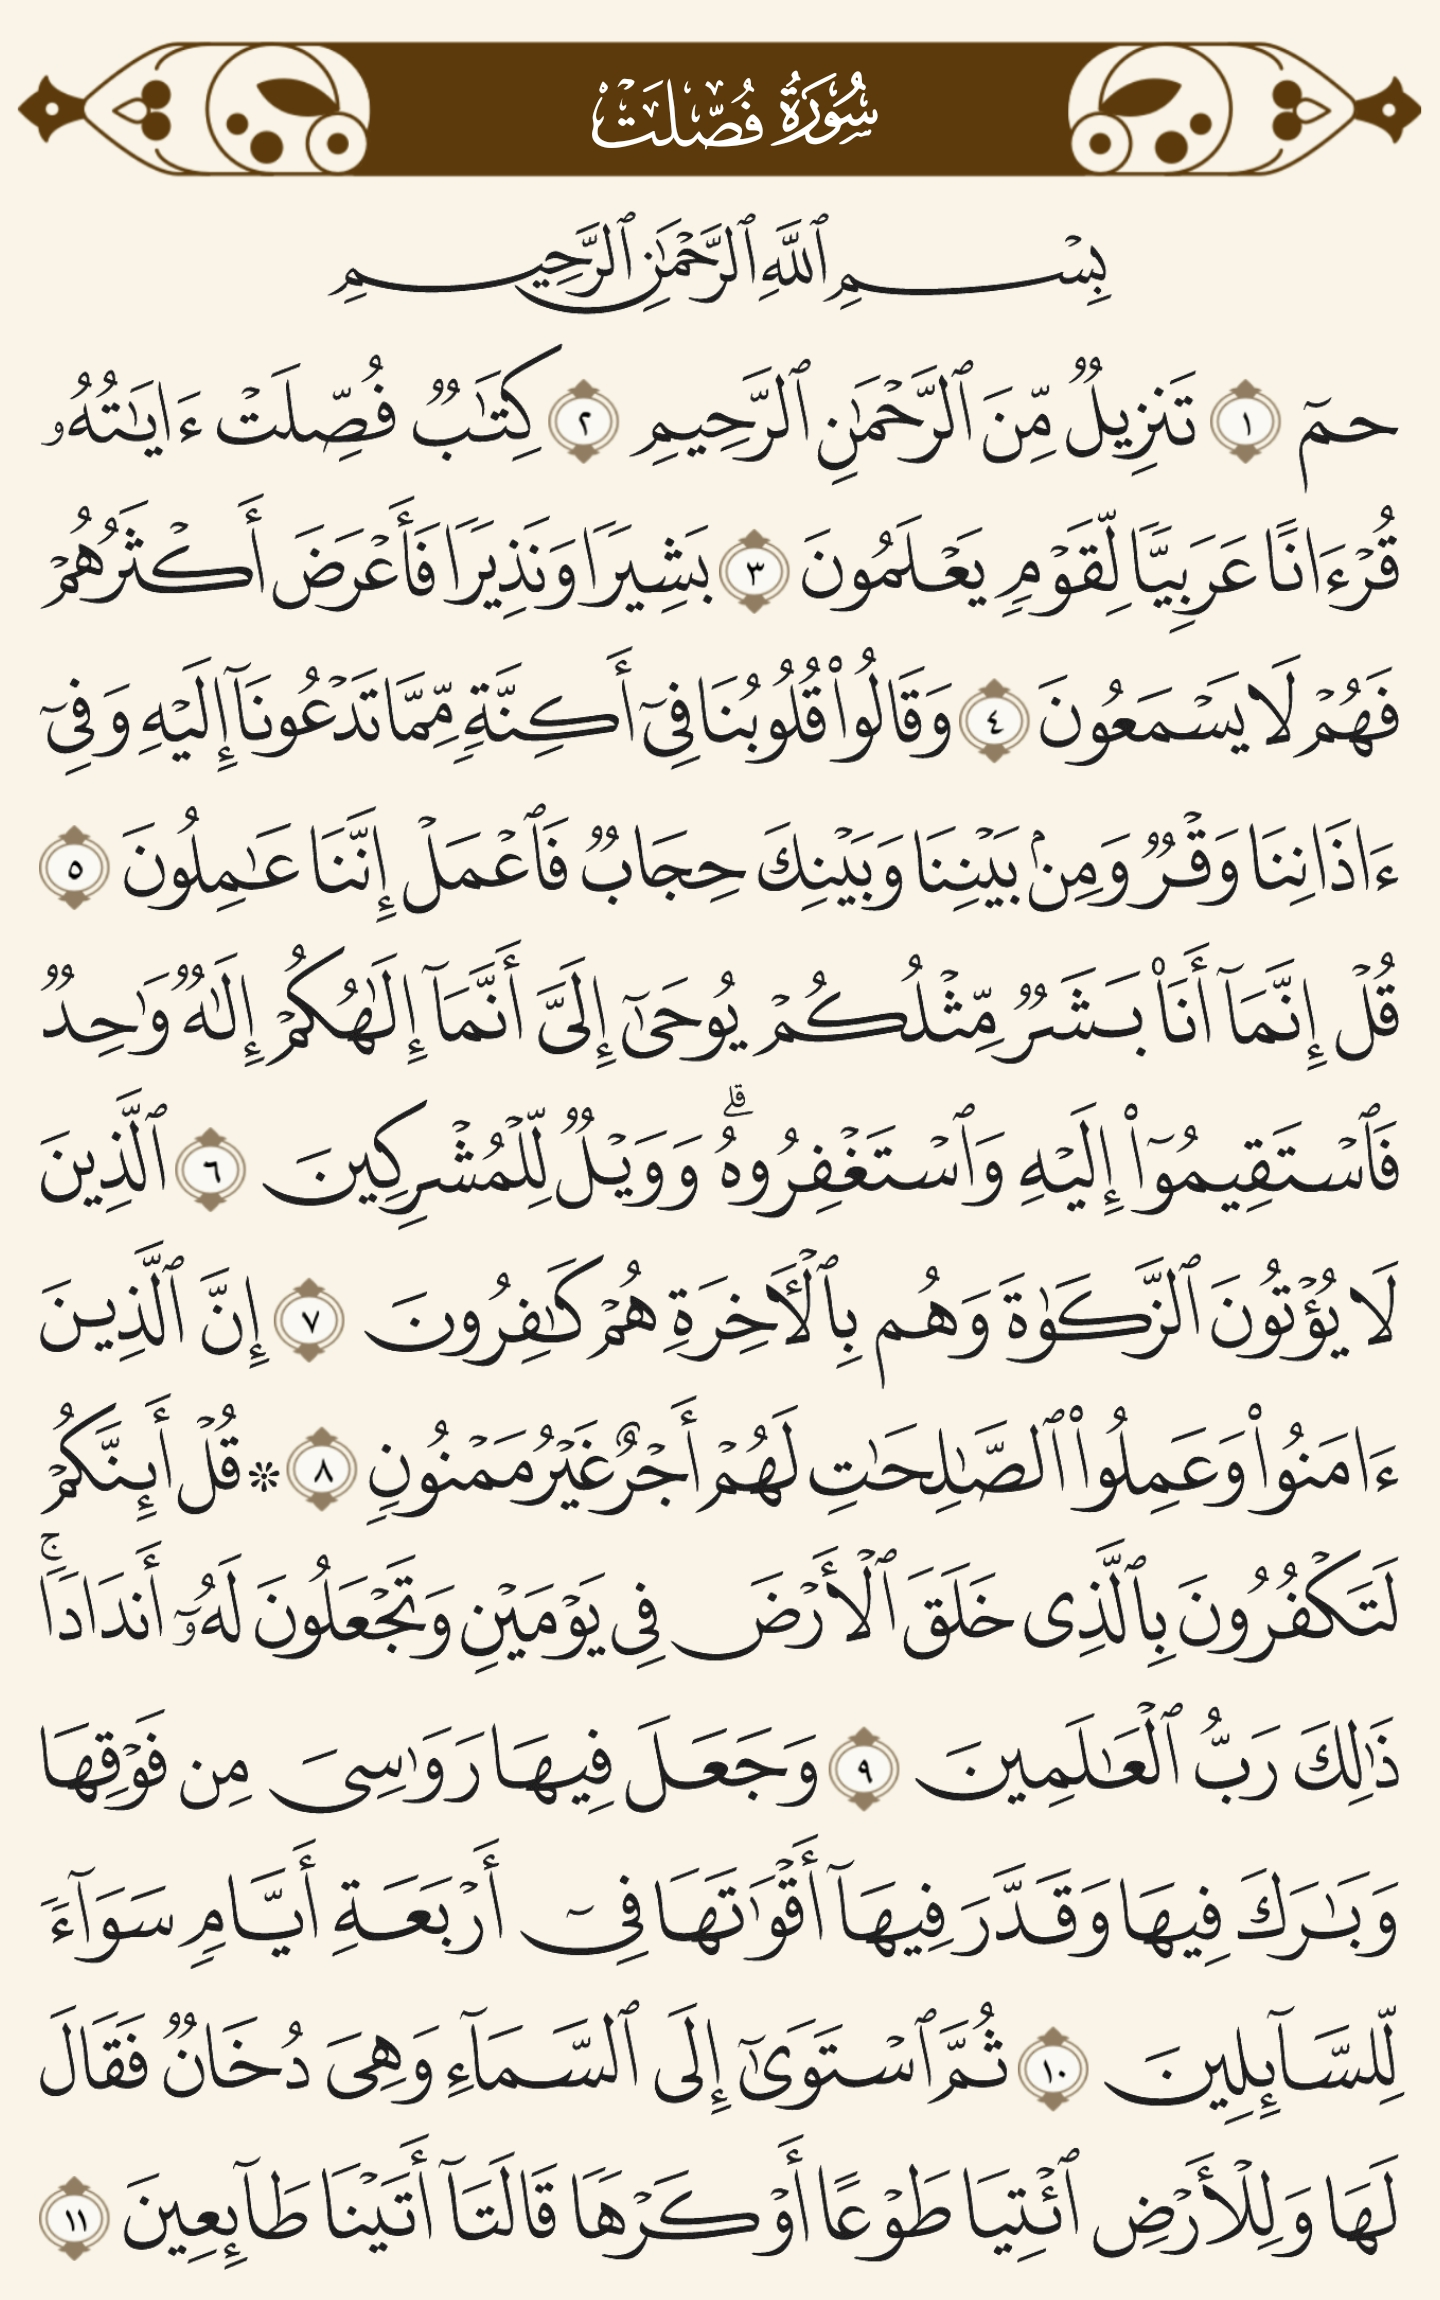 سُورَةُ فُصِّلَتْ
بِسْمِ ٱللَّهِ ٱلرَّحْمَٰنِ ٱلرَّحِيمِ
حمٓ ١ تَنزِيلٌ مِّنَ ٱلرَّحْمَٰنِ ٱلرَّحِيمِ ٢ كِتَٰبٌ فُصِّلَتْ ءَايَٰتُهُۥ
قُرْءَانًا عَرَبِيًّا لِّقَوْمٍ يَعْلَمُونَ ٣ بَشِيرًا وَنَذِيرًا فَأَعْرَضَ أَكْثَرُهُمْ
فَهُمْ لَا يَسْمَعُونَ ٤ وَقَالُوا۟ قُلُوبُنَا فِىٓ أَكِنَّةٍ مِّمَّا تَدْعُونَآ إِلَيْهِ وَفِىٓ
ءَاذَانِنَا وَقْرٌ وَمِنۢ بَيْنِنَا وَبَيْنِكَ حِجَابٌ فَٱعْمَلْ إِنَّنَا عَٰمِلُونَ ٥
قُلْ إِنَّمَآ أَنَا۠ بَشَرٌ مِّثْلُكُمْ يُوحَىٰٓ إِلَىَّ أَنَّمَآ إِلَٰهُكُمْ إِلَٰهٌ وَٰحِدٌ
فَٱسْتَقِيمُوٓا۟ إِلَيْهِ وَٱسْتَغْفِرُوهُ ۗ وَوَيْلٌ لِّلْمُشْرِكِينَ ٦ ٱلَّذِينَ
لَا يُؤْتُونَ ٱلزَّكَوٰةَ وَهُم بِٱلْـَٔاخِرَةِ هُمْ كَٰفِرُونَ ٧ إِنَّ ٱلَّذِينَ
ءَامَنُوا۟ وَعَمِلُوا۟ ٱلصَّٰلِحَٰتِ لَهُمْ أَجْرٌ غَيْرُ مَمْنُونٍ ٨ ۞ قُلْ أَئِنَّكُمْ
لَتَكْفُرُونَ بِٱلَّذِى خَلَقَ ٱلْأَرْضَ فِى يَوْمَيْنِ وَتَجْعَلُونَ لَهُۥٓ أَندَادًا ۚ
ذَٰلِكَ رَبُّ ٱلْعَٰلَمِينَ ٩ وَجَعَلَ فِيهَا رَوَٰسِىَ مِن فَوْقِهَا
وَبَٰرَكَ فِيهَا وَقَدَّرَ فِيهَآ أَقْوَٰتَهَا فِىٓ أَرْبَعَةِ أَيَّامٍ سَوَآءً
لِّلسَّآئِلِينَ ١٠ ثُمَّ ٱسْتَوَىٰٓ إِلَى ٱلسَّمَآءِ وَهِىَ دُخَانٌ فَقَالَ
لَهَا وَلِلْأَرْضِ ٱئْتِيَا طَوْعًا أَوْ كَرْهًا قَالَتَآ أَتَيْنَا طَآئِعِينَ ١١